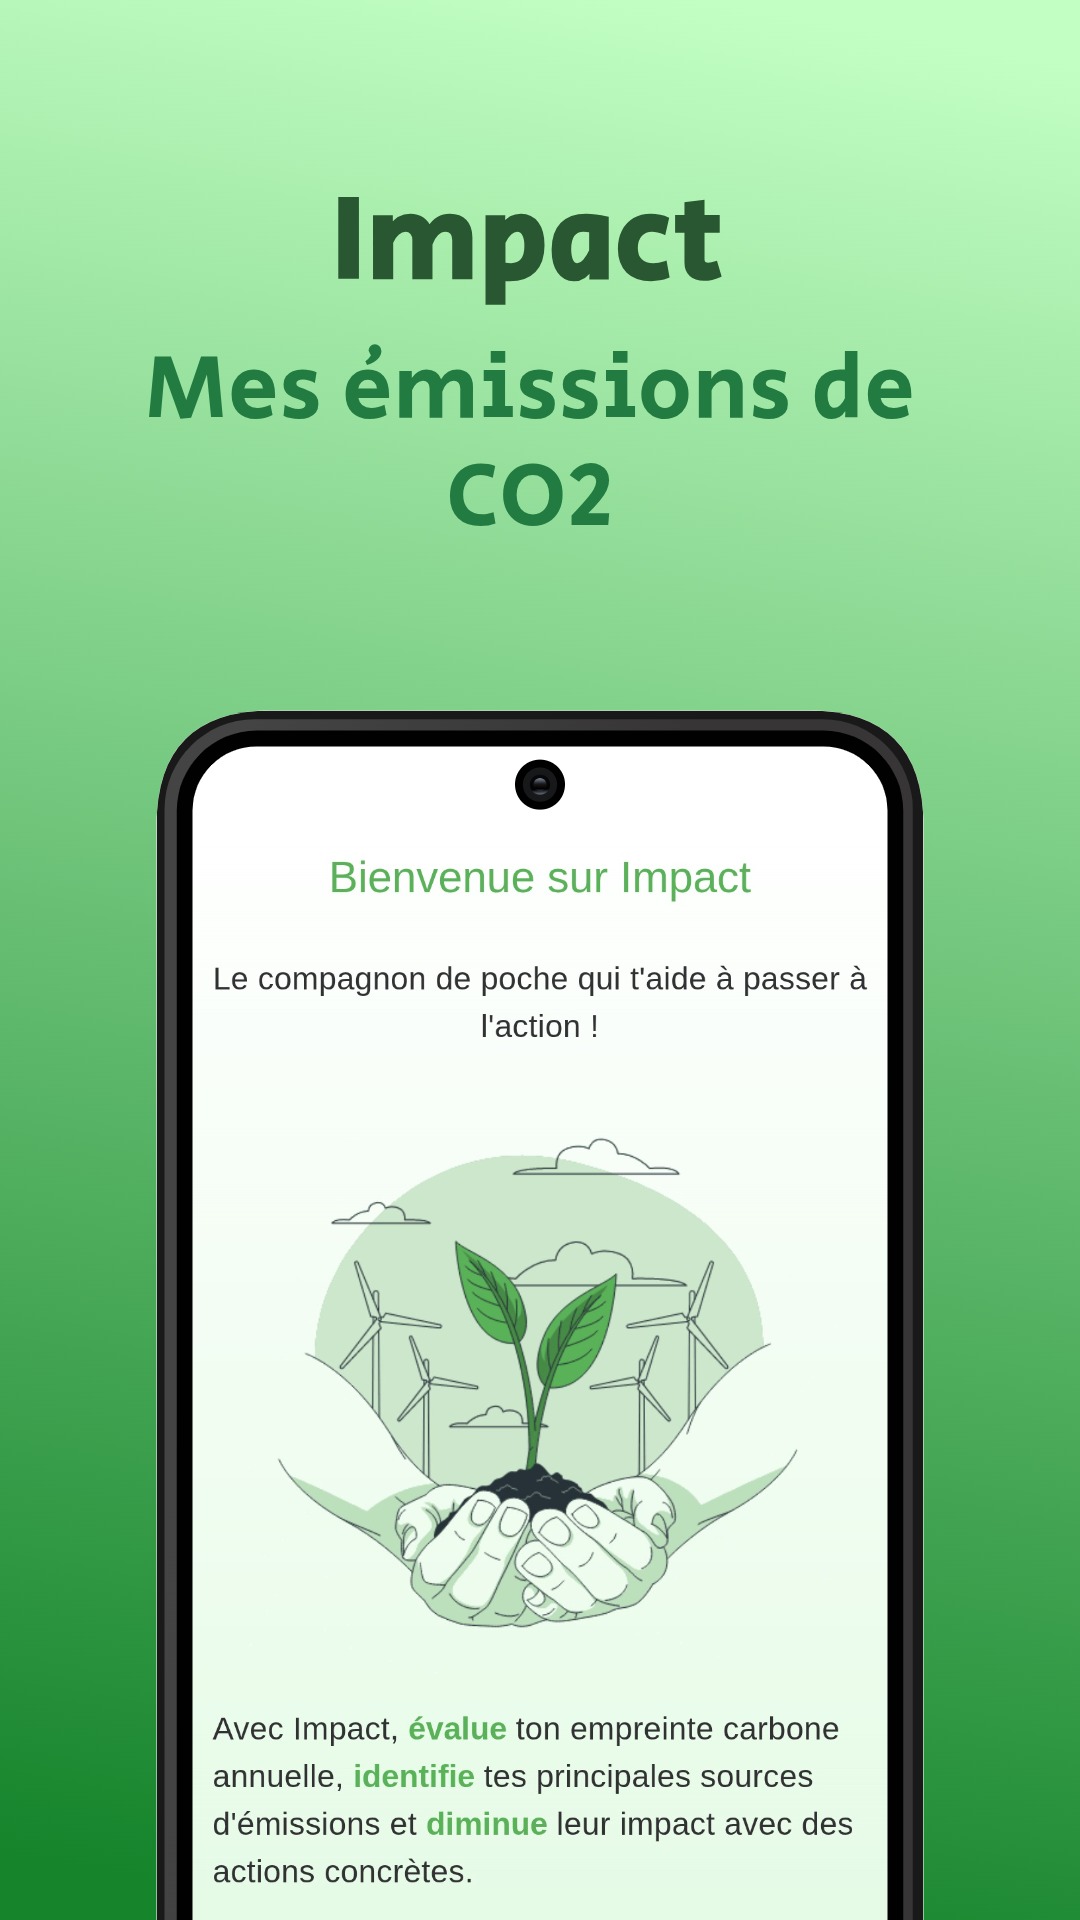 Impact
Mes émissions de
CO2
Bienvenue sur Impact
Le compagnon de poche qui t'aide à passer à
l'action !
Avec Impact, évalue ton empreinte carbone
annuelle, identifie tes principales sources
d'émissions et diminue leur impact avec des
actions concrètes.